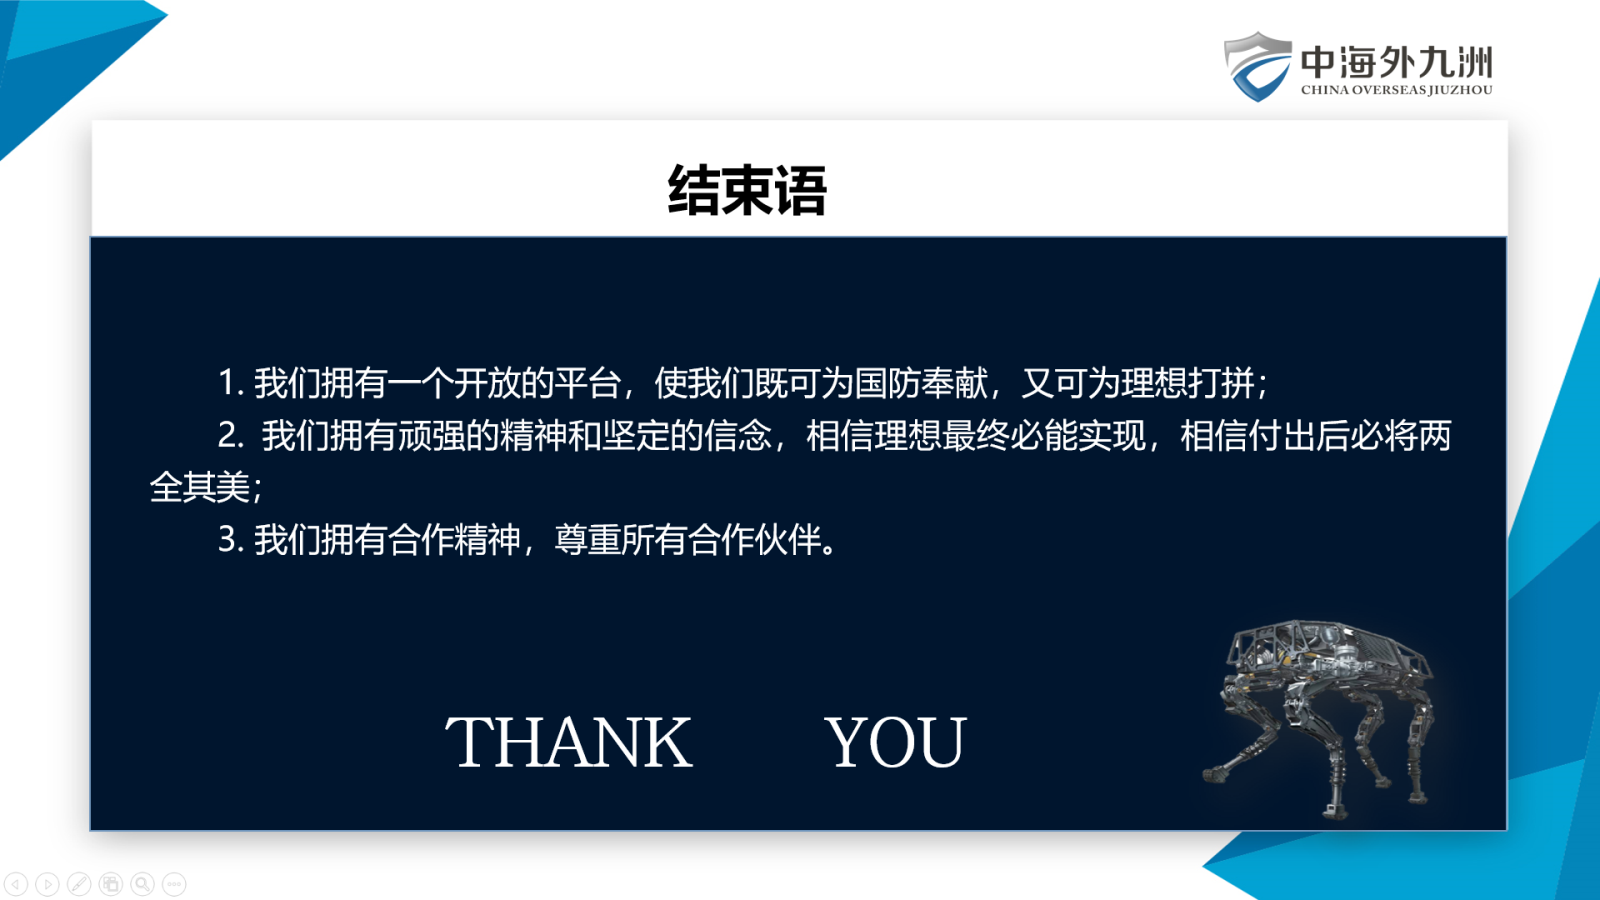 中海外九洲
CHINA OVERSEAS JIUZHOU
结束语
1. 我们拥有一个开放的平台，使我们既可为国防奉献，又可为理想打拼；
2. 我们拥有顽强的精神和坚定的信念，相信理想最终必能实现，相信付出后必将两
全其美；
3. 我们拥有合作精神，尊重所有合作伙伴。
THANK YOU